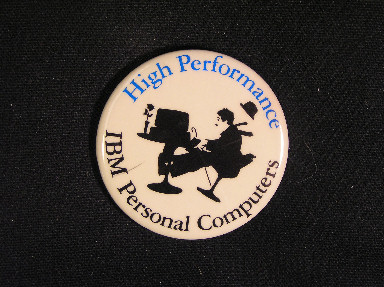 High Performance
IBM Personal Computers